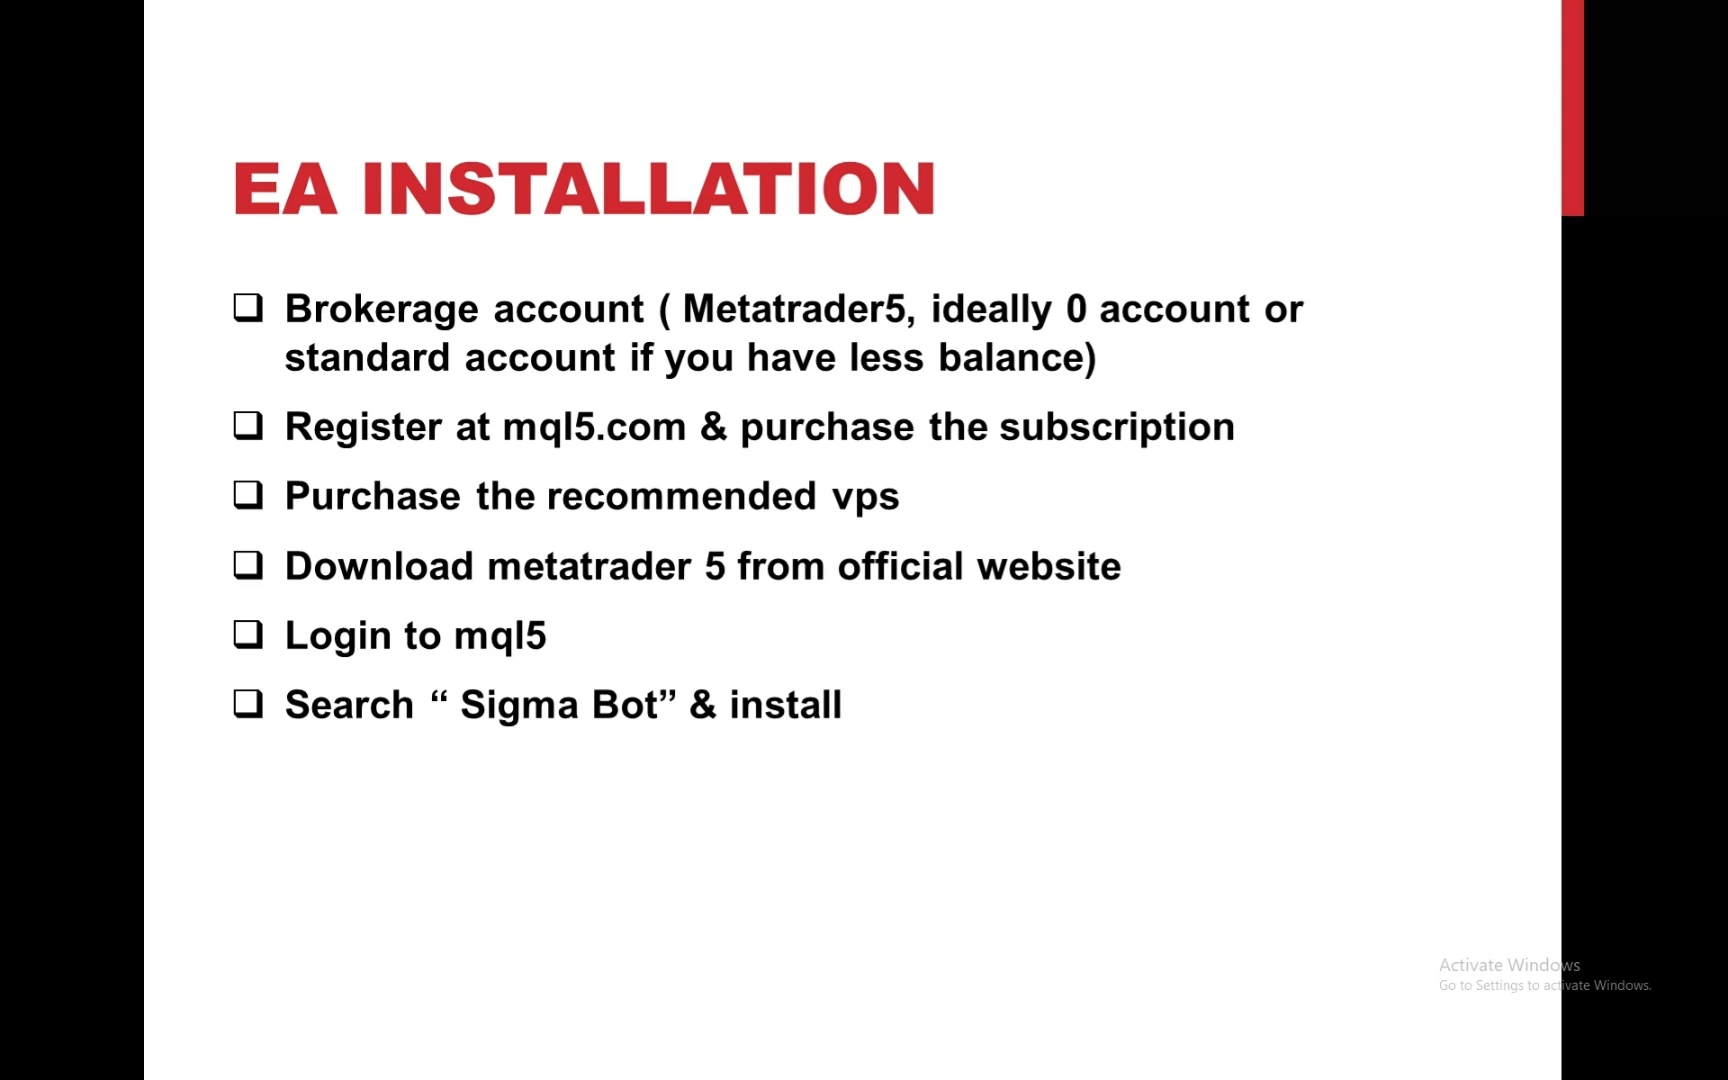 EA INSTALLATION
❑ Brokerage account ( Metatrader5, ideally 0 account or
standard account if you have less balance)
❑ Register at mql5.com & purchase the subscription
❑ Purchase the recommended vps
❑ Download metatrader 5 from official website
❑ Login to mql5
❑ Search “ Sigma Bot” & install
Activate Windows
Go to Settings to activate Windows.